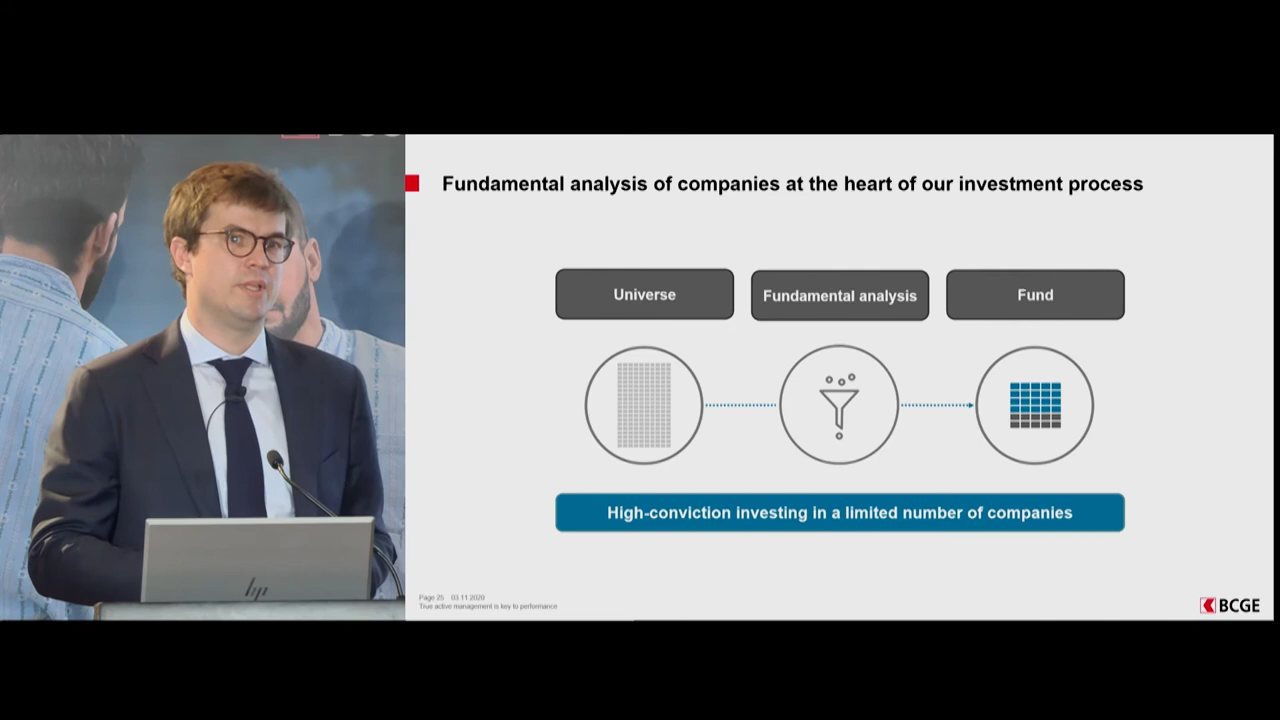 Fundamental analysis of companies at the heart of our investment process
Universe
Fundamental analysis
Fund
High-conviction investing in a limited number of companies
Page 25 03.11.2020
True active management is key to performance
BCGE
hp